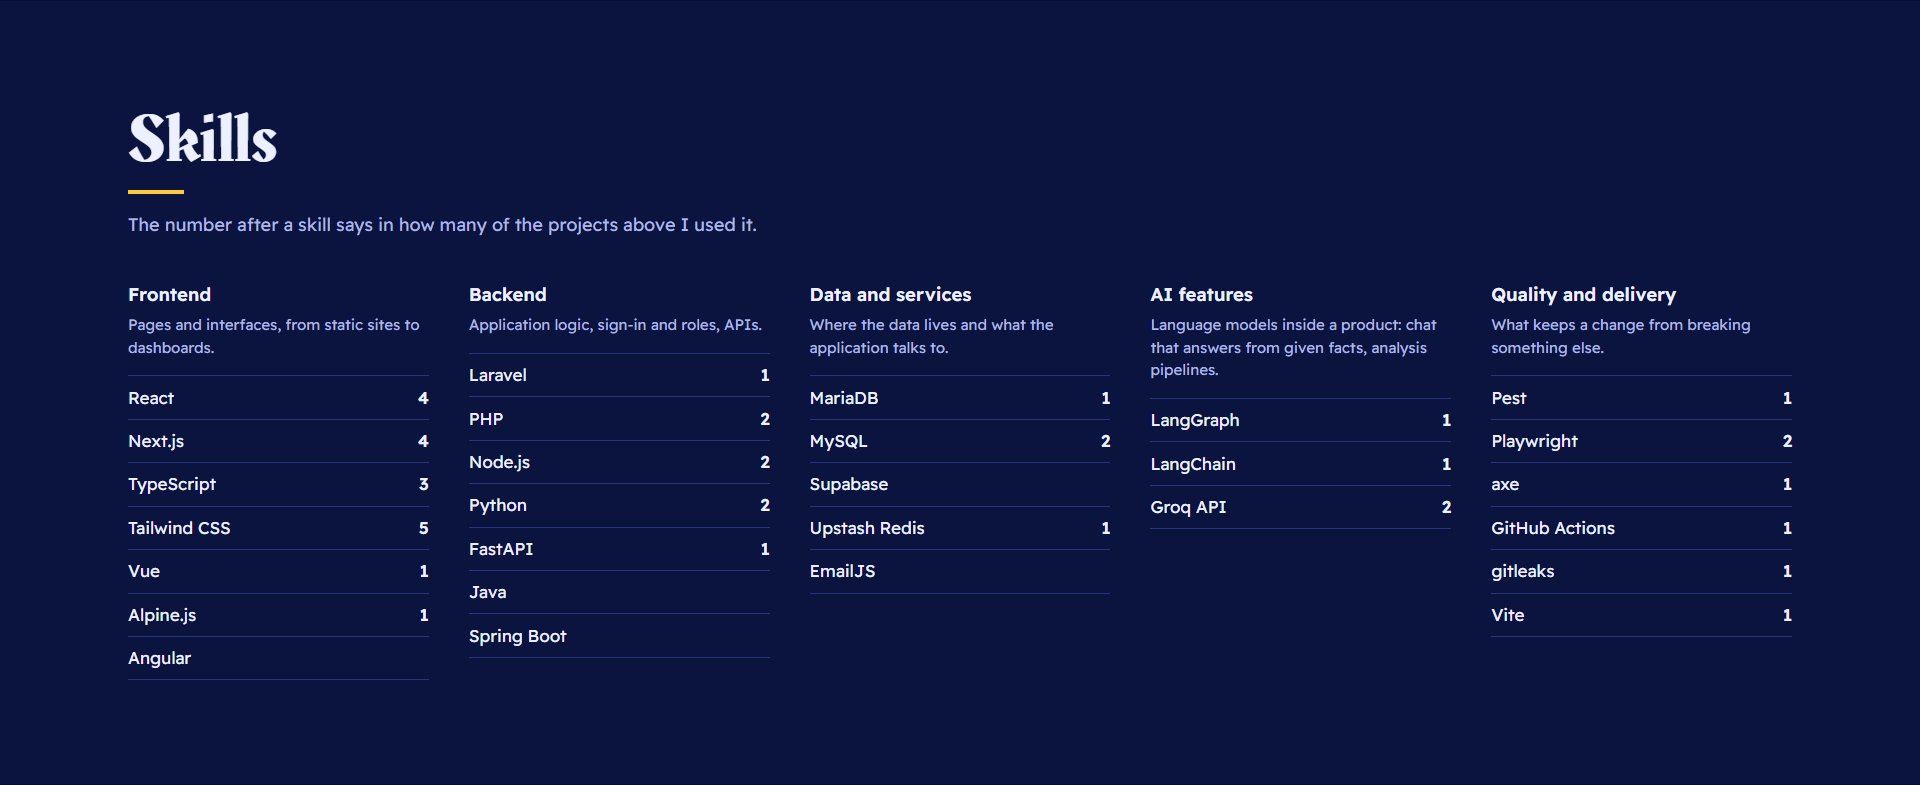 Skills
The number after a skill says in how many of the projects above I used it.
Frontend
Pages and interfaces, from static sites to
dashboards.
React 4
Next.js 4
TypeScript 3
Tailwind CSS 5
Vue 1
Alpine.js 1
Angular
Backend
Application logic, sign-in and roles, APIs.
Laravel 1
PHP 2
Node.js 2
Python 2
FastAPI 1
Java
Spring Boot
Data and services
Where the data lives and what the
application talks to.
MariaDB 1
MySQL 2
Supabase
Upstash Redis 1
EmailJS
AI features
Language models inside a product: chat
that answers from given facts, analysis
pipelines.
LangGraph 1
LangChain 1
Groq API 2
Quality and delivery
What keeps a change from breaking
something else.
Pest 1
Playwright 2
axe 1
GitHub Actions 1
gitleaks 1
Vite 1